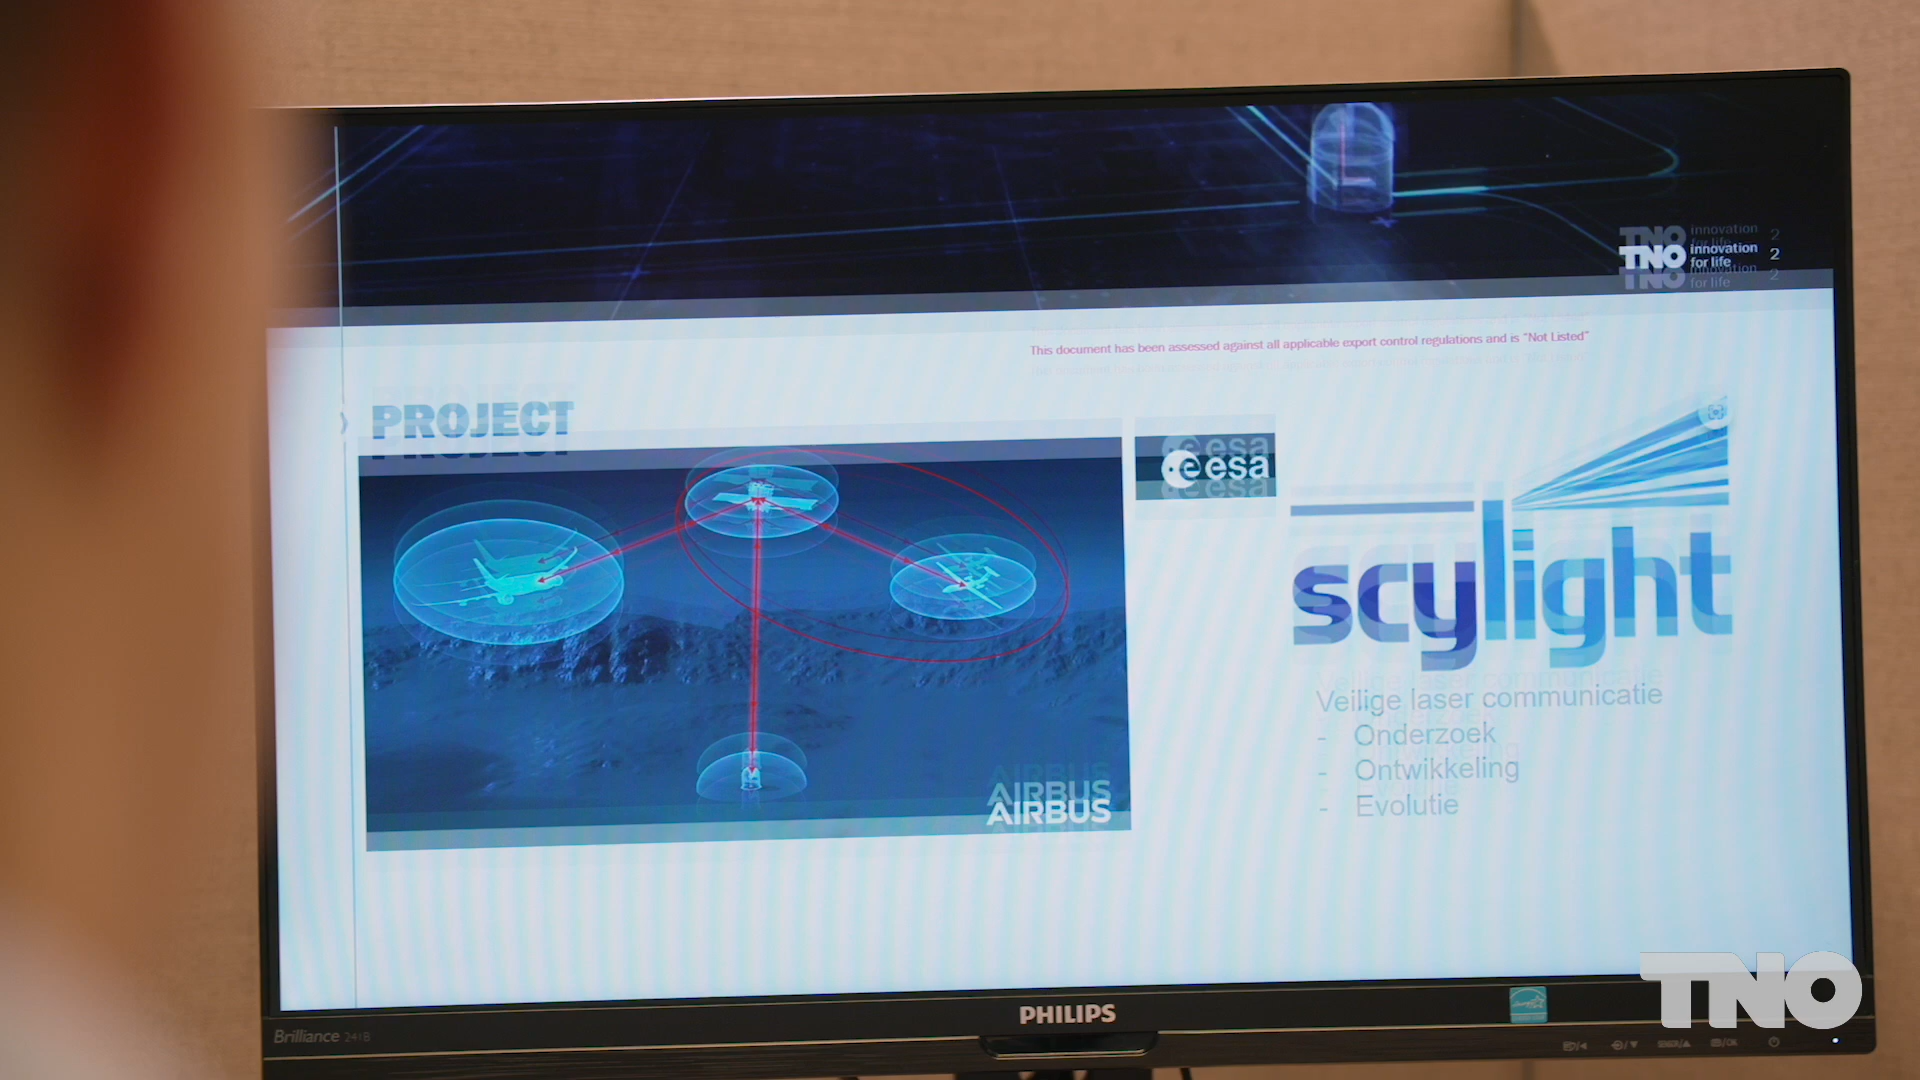 TNO innovation for life 2
This document has been assessed against all applicable export control regulations and is "Not Listed"
PROJECT
esa
scylight
AIRBUS
Veilige laser communicatie
- Onderzoek
- Ontwikkeling
- Evolutie
PHILIPS
Brilliance 241B
TNO